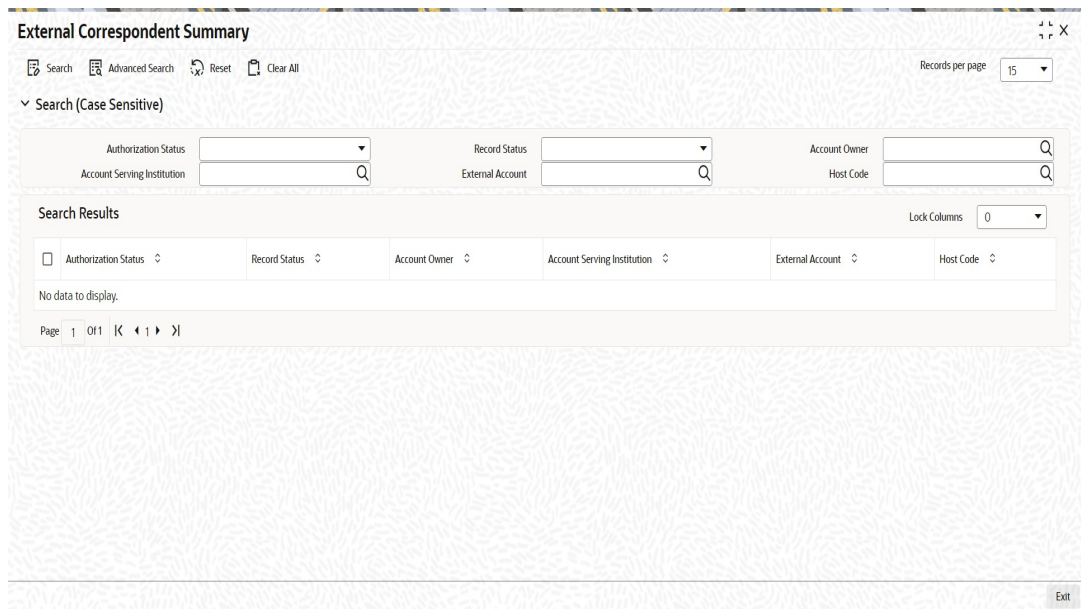 External Correspondent Summary
Search Advanced Search Reset Clear All Records per page 15
Search (Case Sensitive)
Authorization Status Record Status Account Owner
Account Serving Institution External Account Host Code
Search Results Lock Columns 0
Authorization Status Record Status Account Owner Account Serving Institution External Account Host Code
No data to display.
Page 1 Of 1 1
Exit